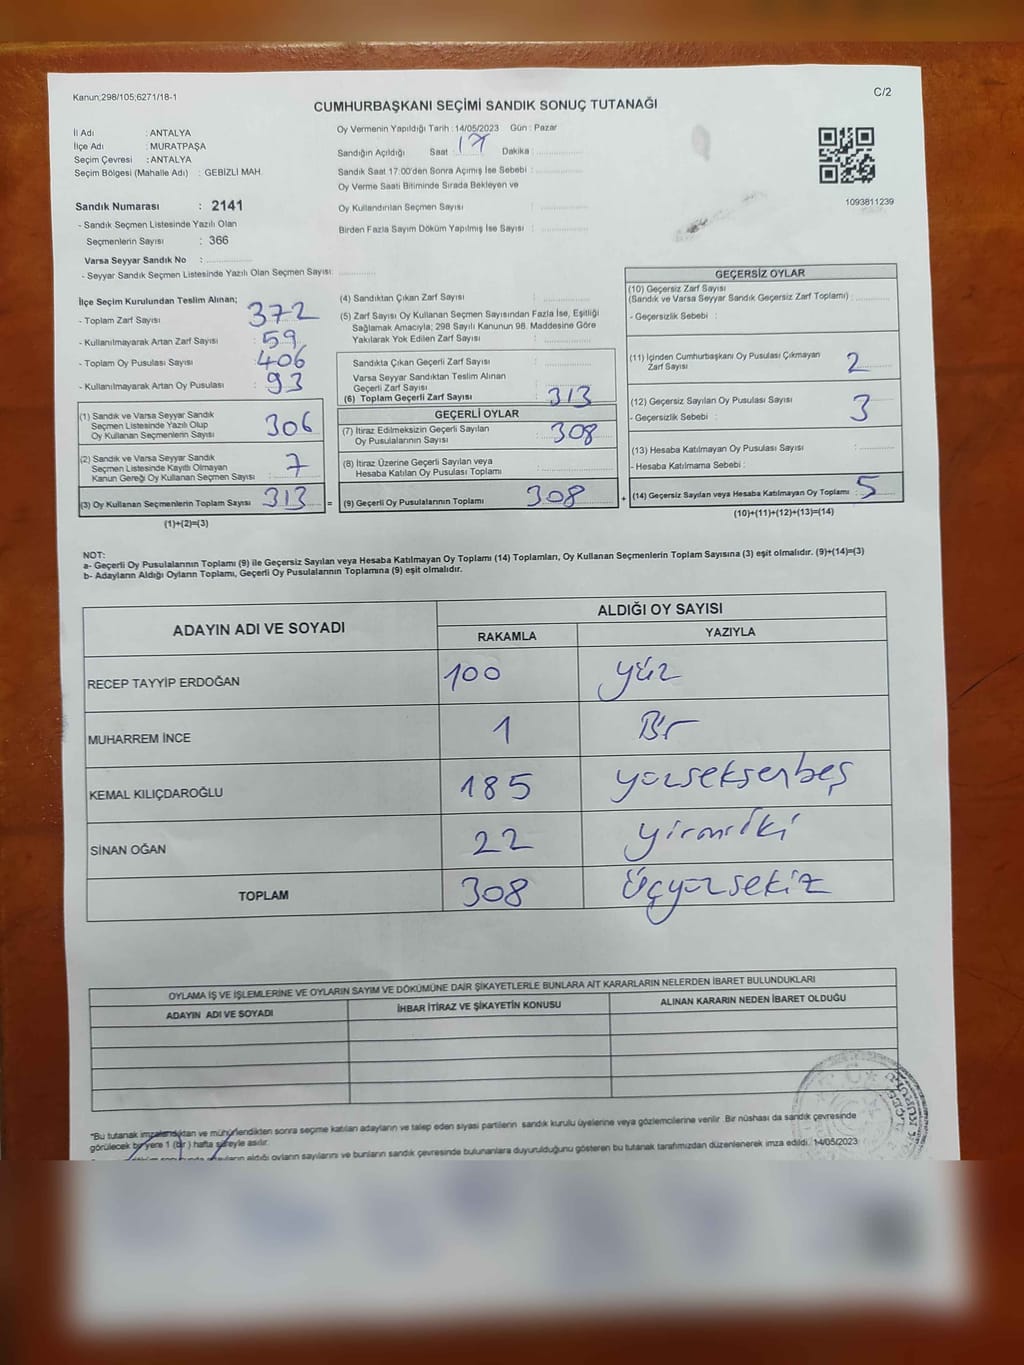 Kanun;298/105;6271/18-1
C/2
CUMHURBAŞKANI SEÇİMİ SANDIK SONUÇ TUTANAĞI
İl Adı : ANTALYA
İlçe Adı : MURATPAŞA
Seçim Çevresi : ANTALYA
Seçim Bölgesi (Mahalle Adı) : GEBİZLİ MAH.
Sandık Numarası : 2141
- Sandık Seçmen Listesinde Yazılı Olan
Seçmenlerin Sayısı : 366
Varsa Seyyar Sandık No :
- Seyyar Sandık Seçmen Listesinde Yazılı Olan Seçmen Sayısı:
Oy Vermenin Yapıldığı Tarih : 14/05/2023 Gün : Pazar
Sandığın Açıldığı Saat : 17 Dakika :
Sandık Saat 17.00'den Sonra Açımış İse Sebebi :
Oy Verme Saati Bitiminde Sırada Bekleyen ve
Oy Kullandırılan Seçmen Sayısı :
Birden Fazla Sayım Döküm Yapılmış İse Sayısı :
1093811239
İlçe Seçim Kurulundan Teslim Alınan;
- Toplam Zarf Sayısı : 372
- Kullanılmayarak Artan Zarf Sayısı : 59
- Toplam Oy Pusulası Sayısı : 406
- Kullanılmayarak Artan Oy Pusulası : 93
(1) Sandık ve Varsa Seyyar Sandık
Seçmen Listesinde Yazılı Olup
Oy Kullanan Seçmenlerin Sayısı : 306
(2) Sandık ve Varsa Seyyar Sandık
Seçmen Listesinde Kayıtlı Olmayan
Kanun Gereği Oy Kullanan Seçmen Sayısı : 7
(3) Oy Kullanan Seçmenlerin Toplam Sayısı : 313 =
(1)+(2)=(3)
(4) Sandıktan Çıkan Zarf Sayısı :
(5) Zarf Sayısı Oy Kullanan Seçmen Sayısından Fazla İse, Eşitliği
Sağlamak Amacıyla; 298 Sayılı Kanunun 98. Maddesine Göre
Yakılarak Yok Edilen Zarf Sayısı :
Sandıkta Çıkan Geçerli Zarf Sayısı :
Varsa Seyyar Sandıktan Teslim Alınan
Geçerli Zarf Sayısı :
(6) Toplam Geçerli Zarf Sayısı : 313
GEÇERLİ OYLAR
(7) İtiraz Edilmeksizin Geçerli Sayılan
Oy Pusulalarının Sayısı : 308
(8) İtiraz Üzerine Geçerli Sayılan veya
Hesaba Katılan Oy Pusulası Toplamı :
(9) Geçerli Oy Pusulalarının Toplamı : 308 +
GEÇERSİZ OYLAR
(10) Geçersiz Zarf Sayısı
(Sandık ve Varsa Seyyar Sandık Geçersiz Zarf Toplamı) :
- Geçersizlik Sebebi :
(11) İçinden Cumhurbaşkanı Oy Pusulası Çıkmayan
Zarf Sayısı : 2
(12) Geçersiz Sayılan Oy Pusulası Sayısı : 3
- Geçersizlik Sebebi :
(13) Hesaba Katılmayan Oy Pusulası Sayısı :
- Hesaba Katılmama Sebebi :
(14) Geçersiz Sayılan veya Hesaba Katılmayan Oy Toplamı : 5
(10)+(11)+(12)+(13)=(14)
NOT:
a- Geçerli Oy Pusulalarının Toplamı (9) ile Geçersiz Sayılan veya Hesaba Katılmayan Oy Toplamı (14) Toplamları, Oy Kullanan Seçmenlerin Toplam Sayısına (3) eşit olmalıdır. (9)+(14)=(3)
b- Adayların Aldığı Oyların Toplamı, Geçerli Oy Pusulalarının Toplamına (9) eşit olmalıdır.
ADAYIN ADI VE SOYADI
ALDIĞI OY SAYISI
RAKAMLA YAZIYLA
RECEP TAYYİP ERDOĞAN 100 yüz
MUHARREM İNCE 1 Bir
KEMAL KILIÇDAROĞLU 185 yüzseksenbeş
SİNAN OĞAN 22 yirmiiki
TOPLAM 308 Üçyüzsekiz
OYLAMA İŞ VE İŞLEMLERİNE VE OYLARIN SAYIM VE DÖKÜMÜNE DAİR ŞİKAYETLERLE BUNLARA AİT KARARLARIN NELERDEN İBARET BULUNDUKLARI
ADAYIN ADI VE SOYADI İHBAR İTİRAZ VE ŞİKAYETİN KONUSU ALINAN KARARIN NEDEN İBARET OLDUĞU
*Bu tutanak imzalandıktan ve mühürlendikten sonra seçime katılan adayların ve talep eden siyasi partilerin sandık kurulu üyelerine veya gözlemcilerine verilir. Bir nüshası da sandık çevresinde
görülecek bir yere 1 (bir) hafta süreyle asılır.
aldığı oyların sayılarını ve bunların sandık çevresinde bulunanlara duyurulduğunu gösteren bu tutanak tarafımızdan düzenlenerek imza edildi. 14/05/2023